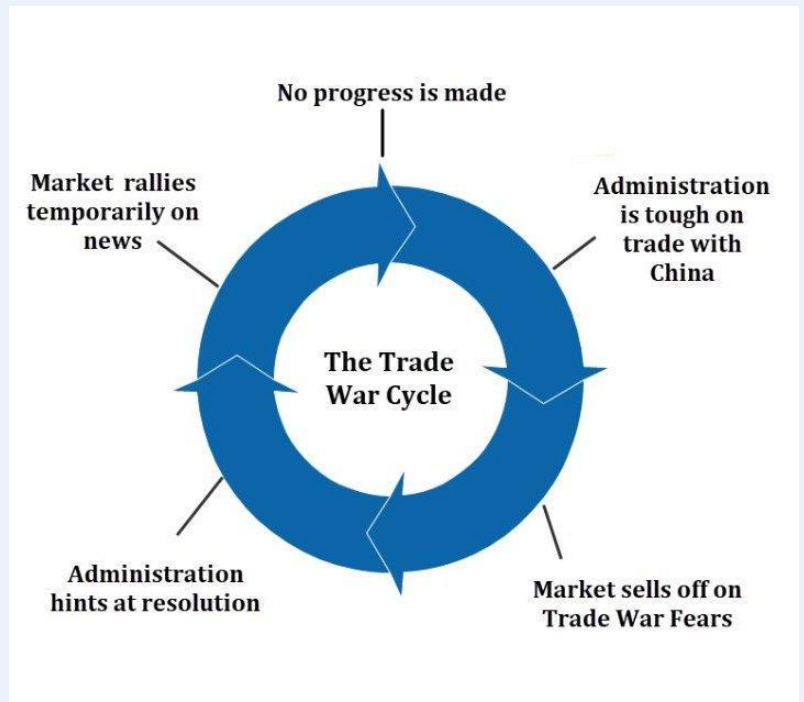 No progress is made
Administration
is tough on
trade with
China
Market sells off on
Trade War Fears
Administration
hints at resolution
Market rallies
temporarily on
news
The Trade
War Cycle